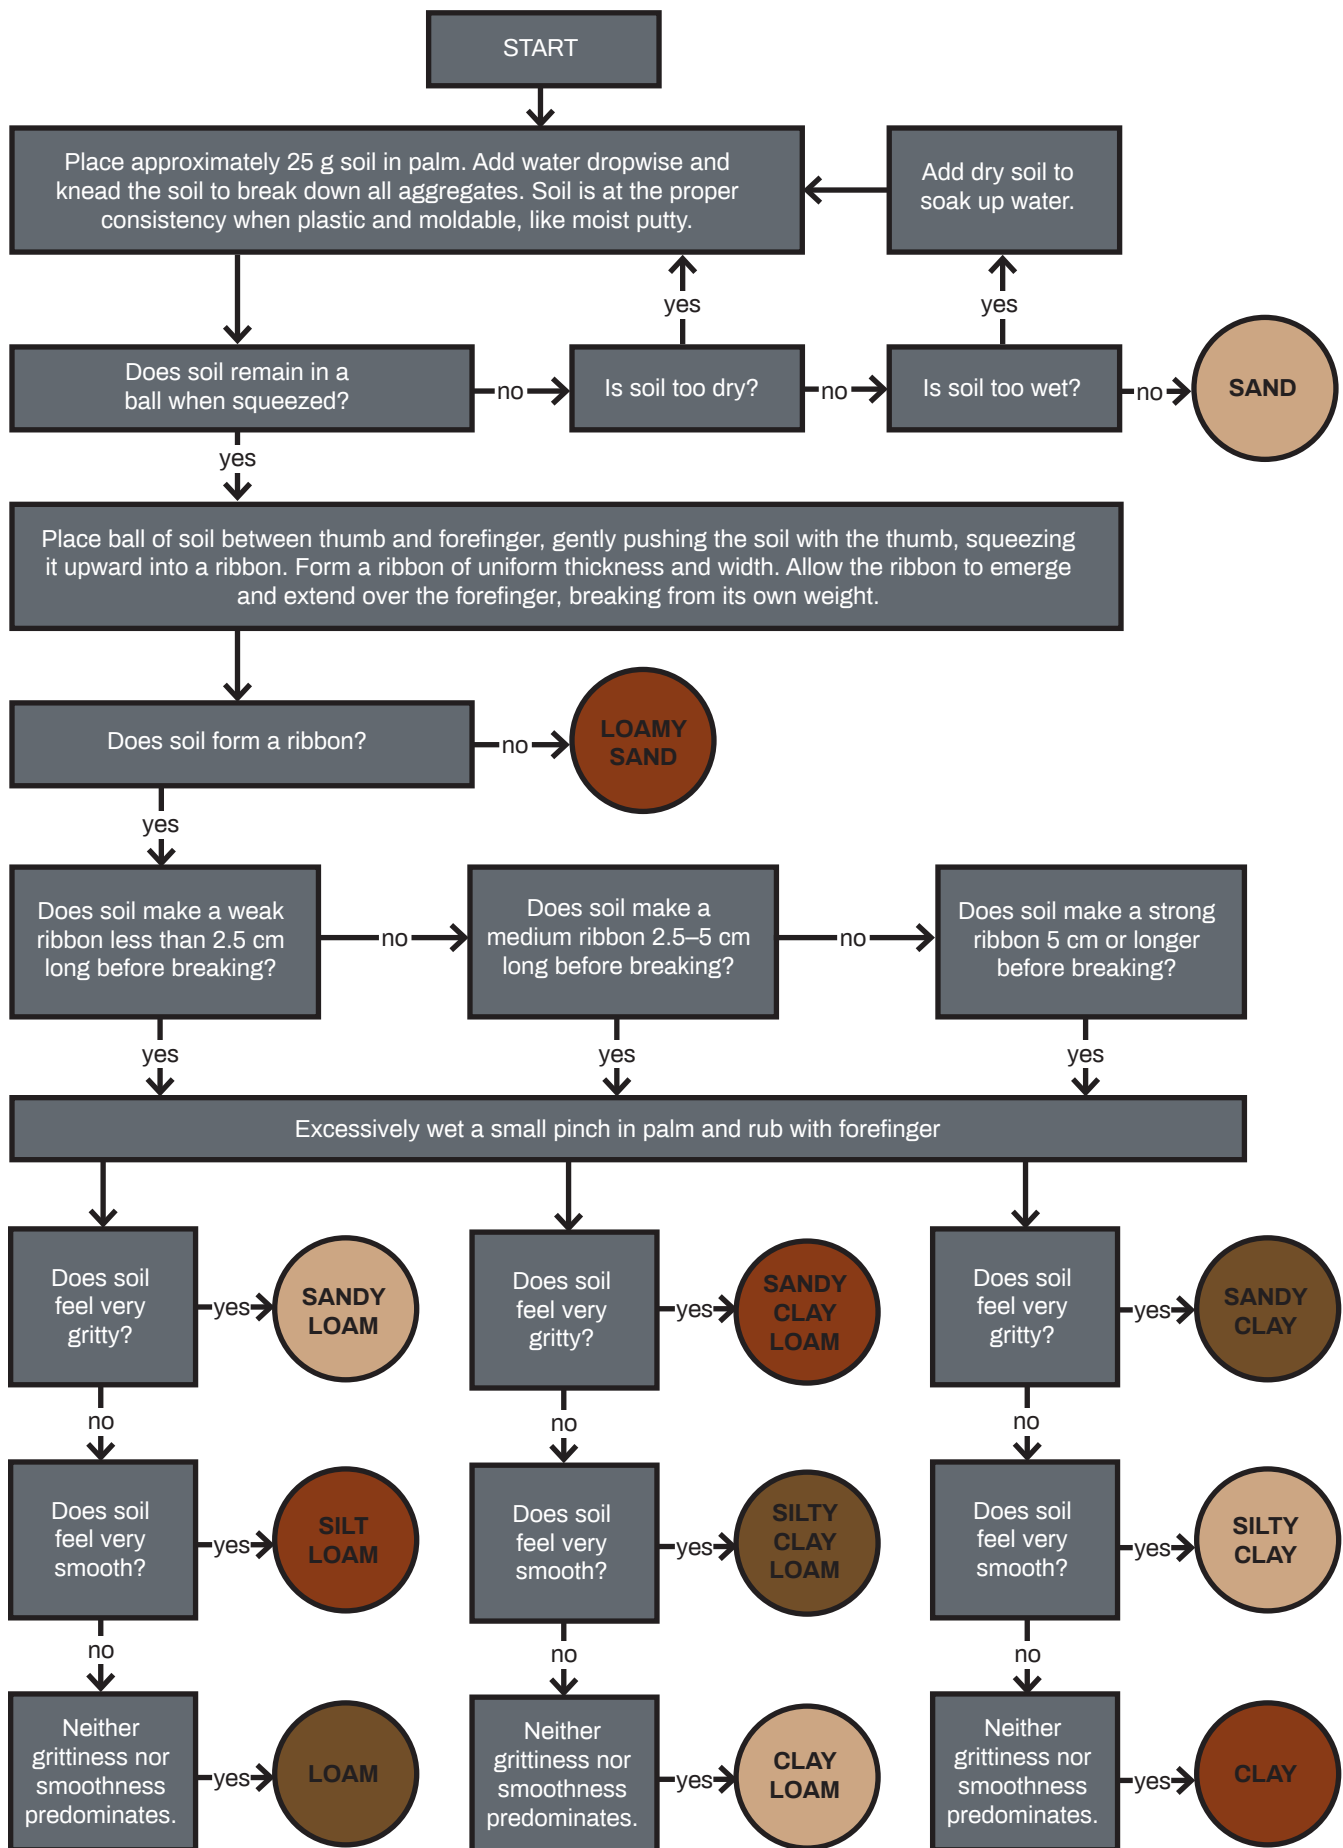 START
Place approximately 25 g soil in palm. Add water dropwise and
knead the soil to break down all aggregates. Soil is at the proper
consistency when plastic and moldable, like moist putty.
Add dry soil to
soak up water.
yes
yes
Does soil remain in a
ball when squeezed?
no
Is soil too dry?
no
Is soil too wet?
no
SAND
yes
Place ball of soil between thumb and forefinger, gently pushing the soil with the thumb, squeezing
it upward into a ribbon. Form a ribbon of uniform thickness and width. Allow the ribbon to emerge
and extend over the forefinger, breaking from its own weight.
Does soil form a ribbon?
no
LOAMY
SAND
yes
Does soil make a weak
ribbon less than 2.5 cm
long before breaking?
no
Does soil make a
medium ribbon 2.5–5 cm
long before breaking?
no
Does soil make a strong
ribbon 5 cm or longer
before breaking?
yes
yes
yes
Excessively wet a small pinch in palm and rub with forefinger
Does soil
feel very
gritty?
yes
SANDY
LOAM
Does soil
feel very
gritty?
yes
SANDY
CLAY
LOAM
Does soil
feel very
gritty?
yes
SANDY
CLAY
no
no
no
Does soil
feel very
smooth?
yes
SILT
LOAM
Does soil
feel very
smooth?
yes
SILTY
CLAY
LOAM
Does soil
feel very
smooth?
yes
SILTY
CLAY
no
no
no
Neither
grittiness nor
smoothness
predominates.
yes
LOAM
Neither
grittiness nor
smoothness
predominates.
yes
CLAY
LOAM
Neither
grittiness nor
smoothness
predominates.
yes
CLAY